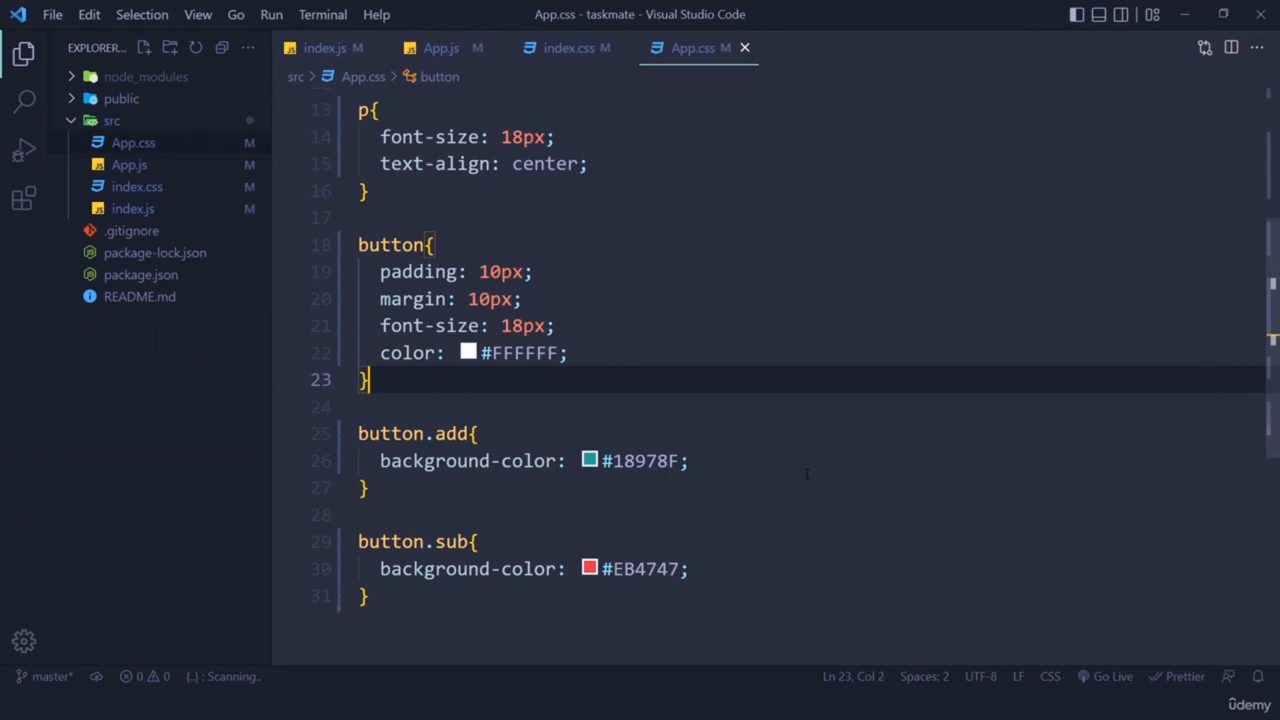 File Edit Selection View Go Run Terminal Help App.css - taskmate - Visual Studio Code
EXPLORER...
index.js M App.js M index.css M App.css M
src > App.css > button
node_modules
public
src
App.css M
App.js M
index.css M
index.js M
.gitignore
package-lock.json
package.json
README.md
13 p{
14 font-size: 18px;
15 text-align: center;
16 }
17
18 button{
19 padding: 10px;
20 margin: 10px;
21 font-size: 18px;
22 color: #FFFFFF;
23 }
24
25 button.add{
26 background-color: #18978F;
27 }
28
29 button.sub{
30 background-color: #EB4747;
31 }
master* 0 0 {..} : Scanning.. Ln 23, Col 2 Spaces: 2 UTF-8 LF CSS Go Live Prettier
ûdemy